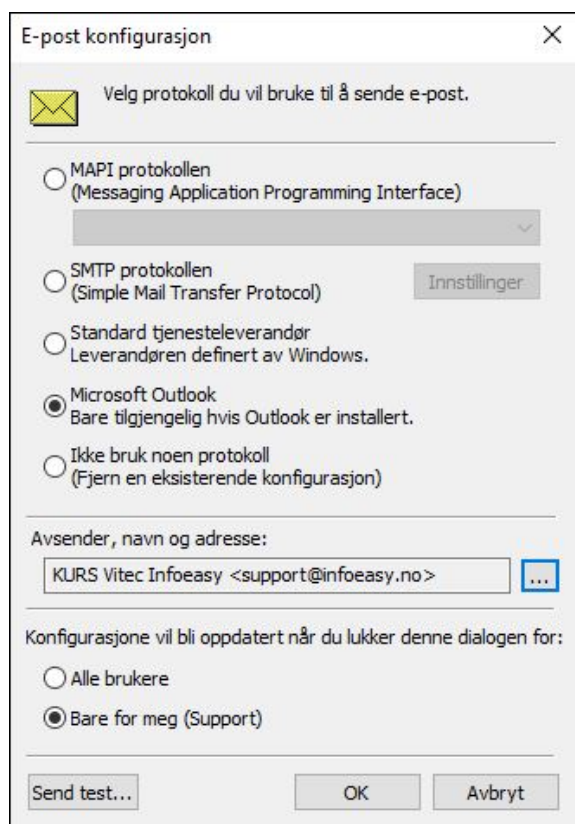 E-post konfigurasjon
Velg protokoll du vil bruke til å sende e-post.
MAPI protokollen
(Messaging Application Programming Interface)
SMTP protokollen
(Simple Mail Transfer Protocol)
Innstillinger
Standard tjenesteleverandør
Leverandøren definert av Windows.
Microsoft Outlook
Bare tilgjengelig hvis Outlook er installert.
Ikke bruk noen protokoll
(Fjern en eksisterende konfigurasjon)
Avsender, navn og adresse:
KURS Vitec Infoeasy <support@infoeasy.no>
...
Konfigurasjone vil bli oppdatert når du lukker denne dialogen for:
Alle brukere
Bare for meg (Support)
Send test...
OK
Avbryt